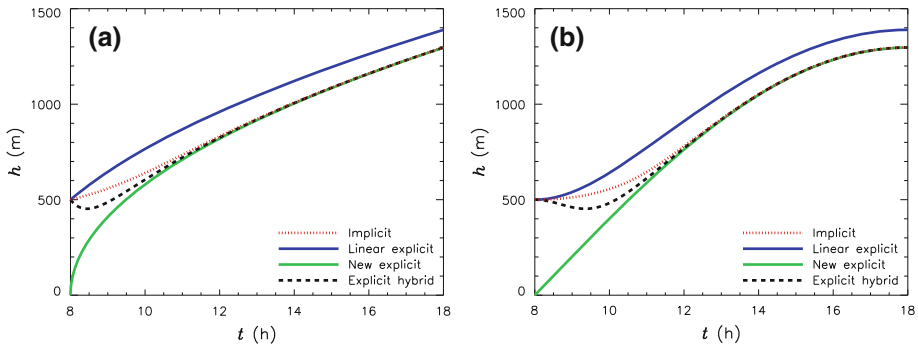 (a)
1500
1000
500
0
h (m)
8
10
12
14
16
18
t (h)
Implicit
Linear explicit
New explicit
Explicit hybrid
(b)
1500
1000
500
0
h (m)
8
10
12
14
16
18
t (h)
Implicit
Linear explicit
New explicit
Explicit hybrid